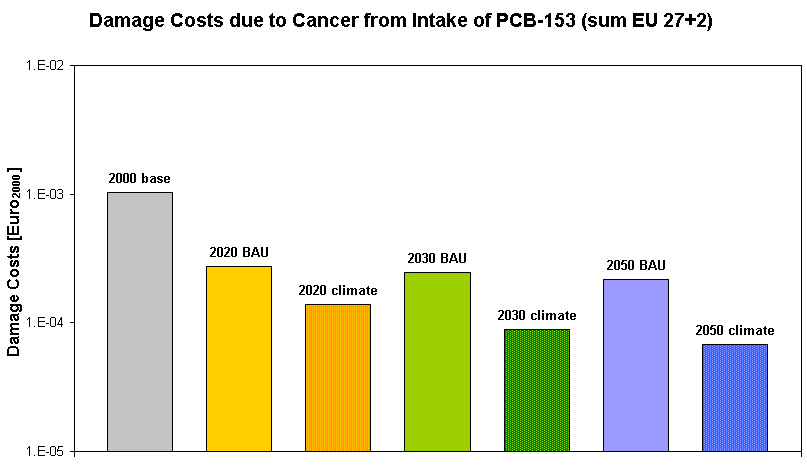 Damage Costs due to Cancer from Intake of PCB-153 (sum EU 27+2)
1.E-02
1.E-03
1.E-04
1.E-05
Damage Costs [Euro2000]
2000 base
2020 BAU
2020 climate
2030 BAU
2030 climate
2050 BAU
2050 climate